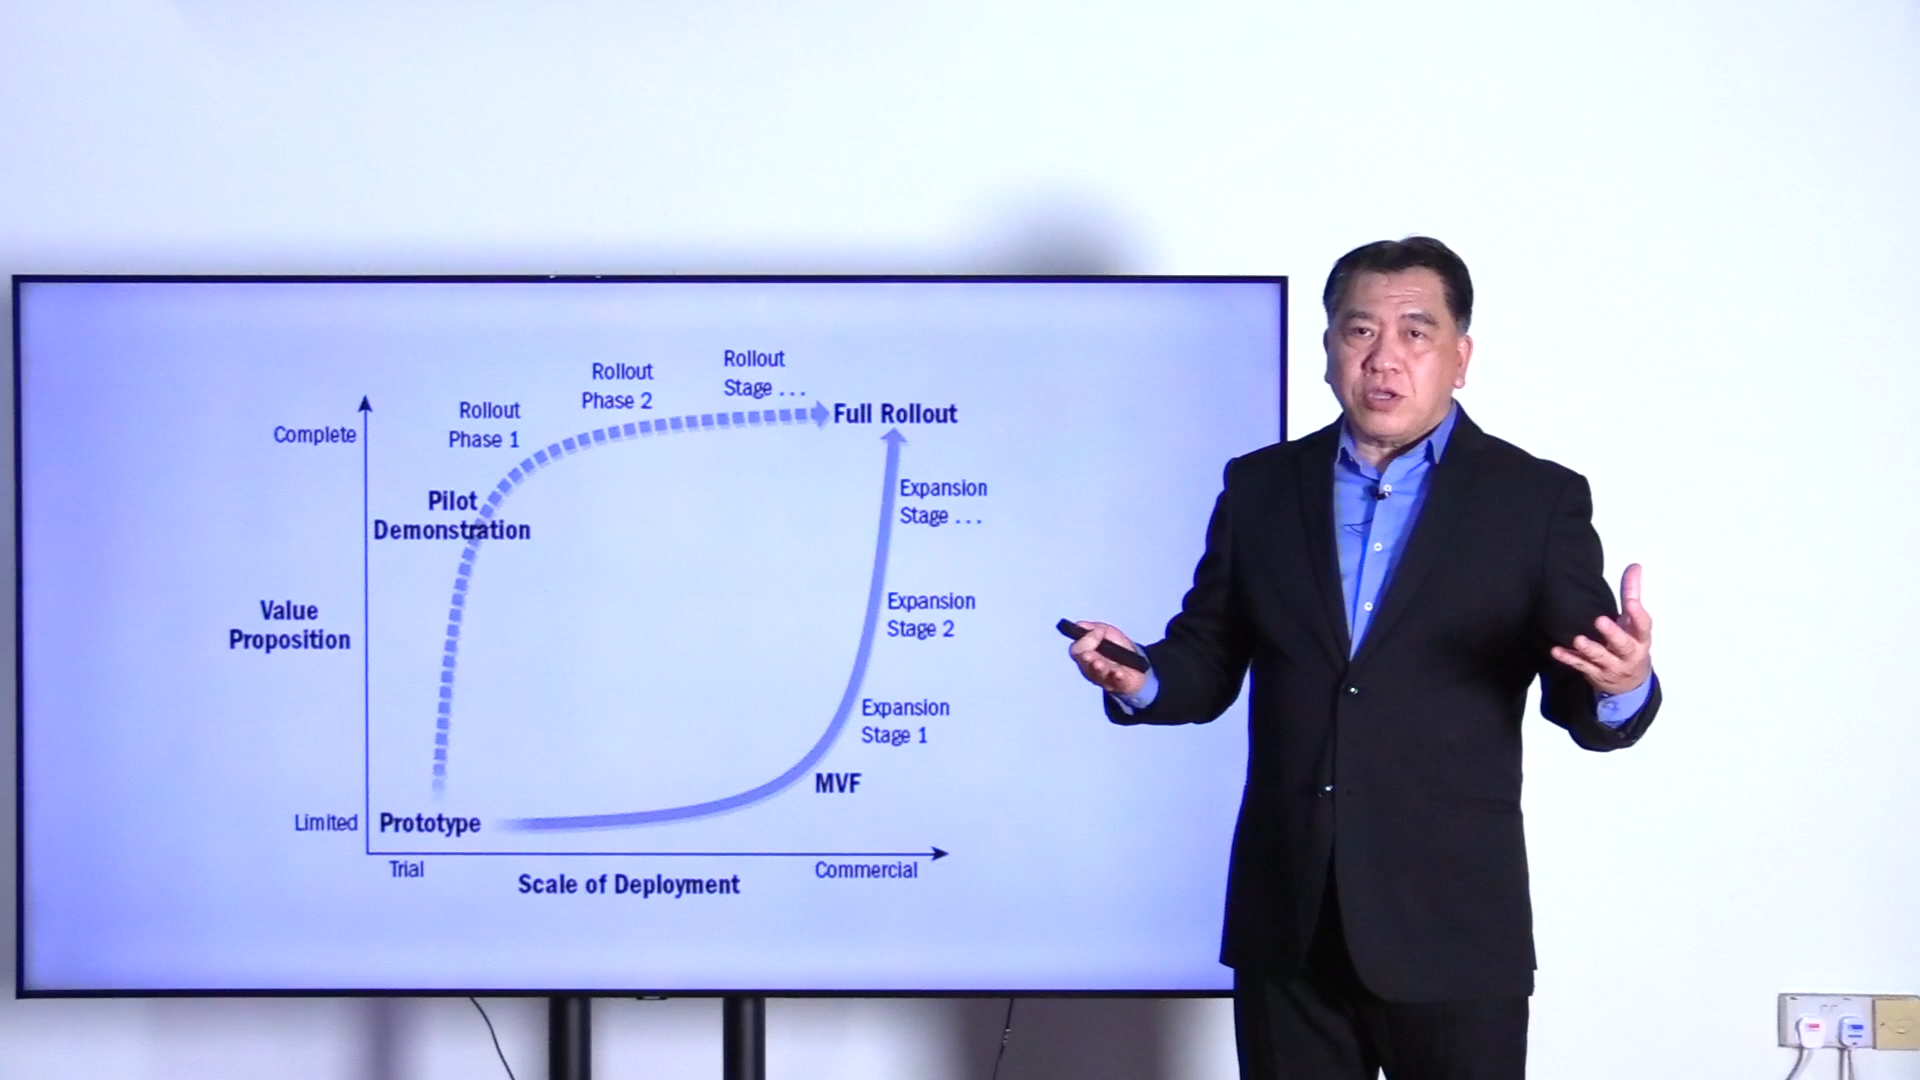 Rollout
Stage ...
Rollout
Phase 2
Rollout
Phase 1
Full Rollout
Complete
Pilot
Demonstration
Expansion
Stage ...
Value
Proposition
Expansion
Stage 2
Expansion
Stage 1
MVF
Limited
Prototype
Trial
Commercial
Scale of Deployment